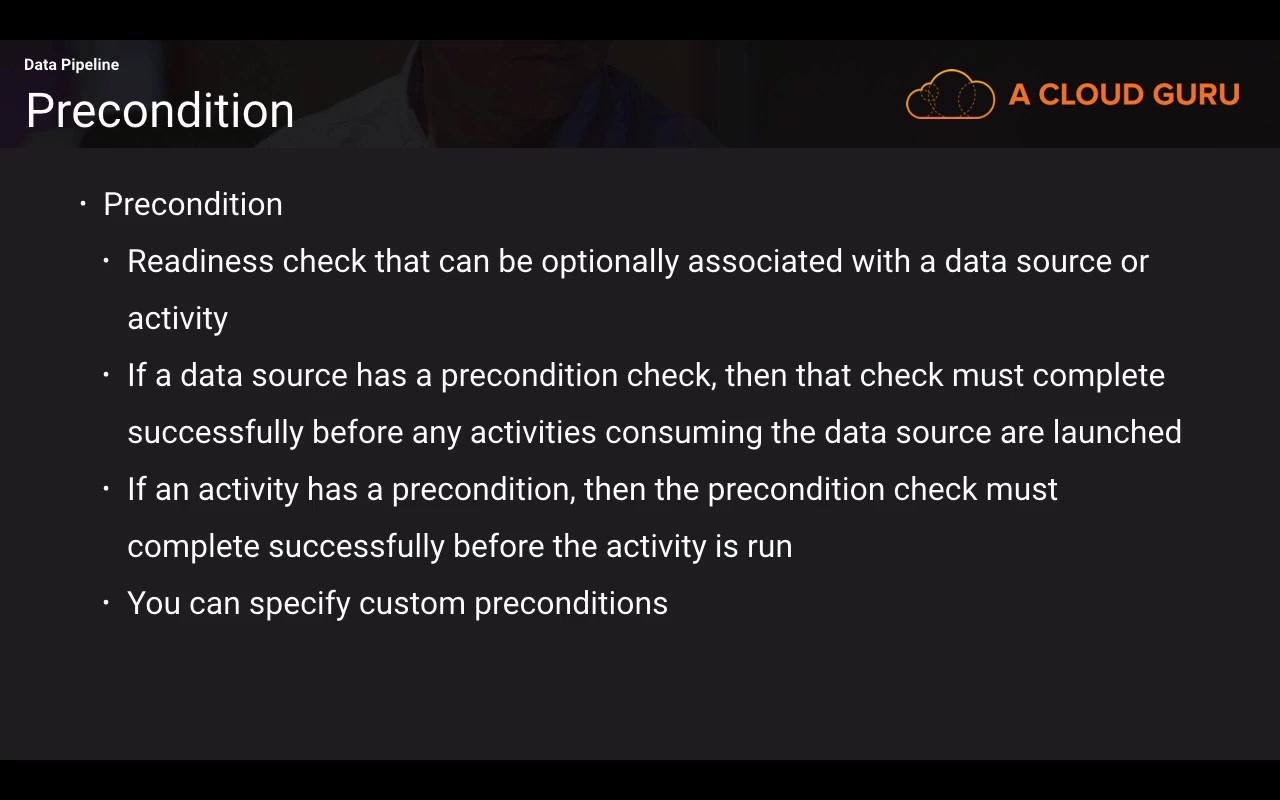 Data Pipeline
Precondition
A CLOUD GURU
· Precondition
· Readiness check that can be optionally associated with a data source or
activity
· If a data source has a precondition check, then that check must complete
successfully before any activities consuming the data source are launched
· If an activity has a precondition, then the precondition check must
complete successfully before the activity is run
· You can specify custom preconditions